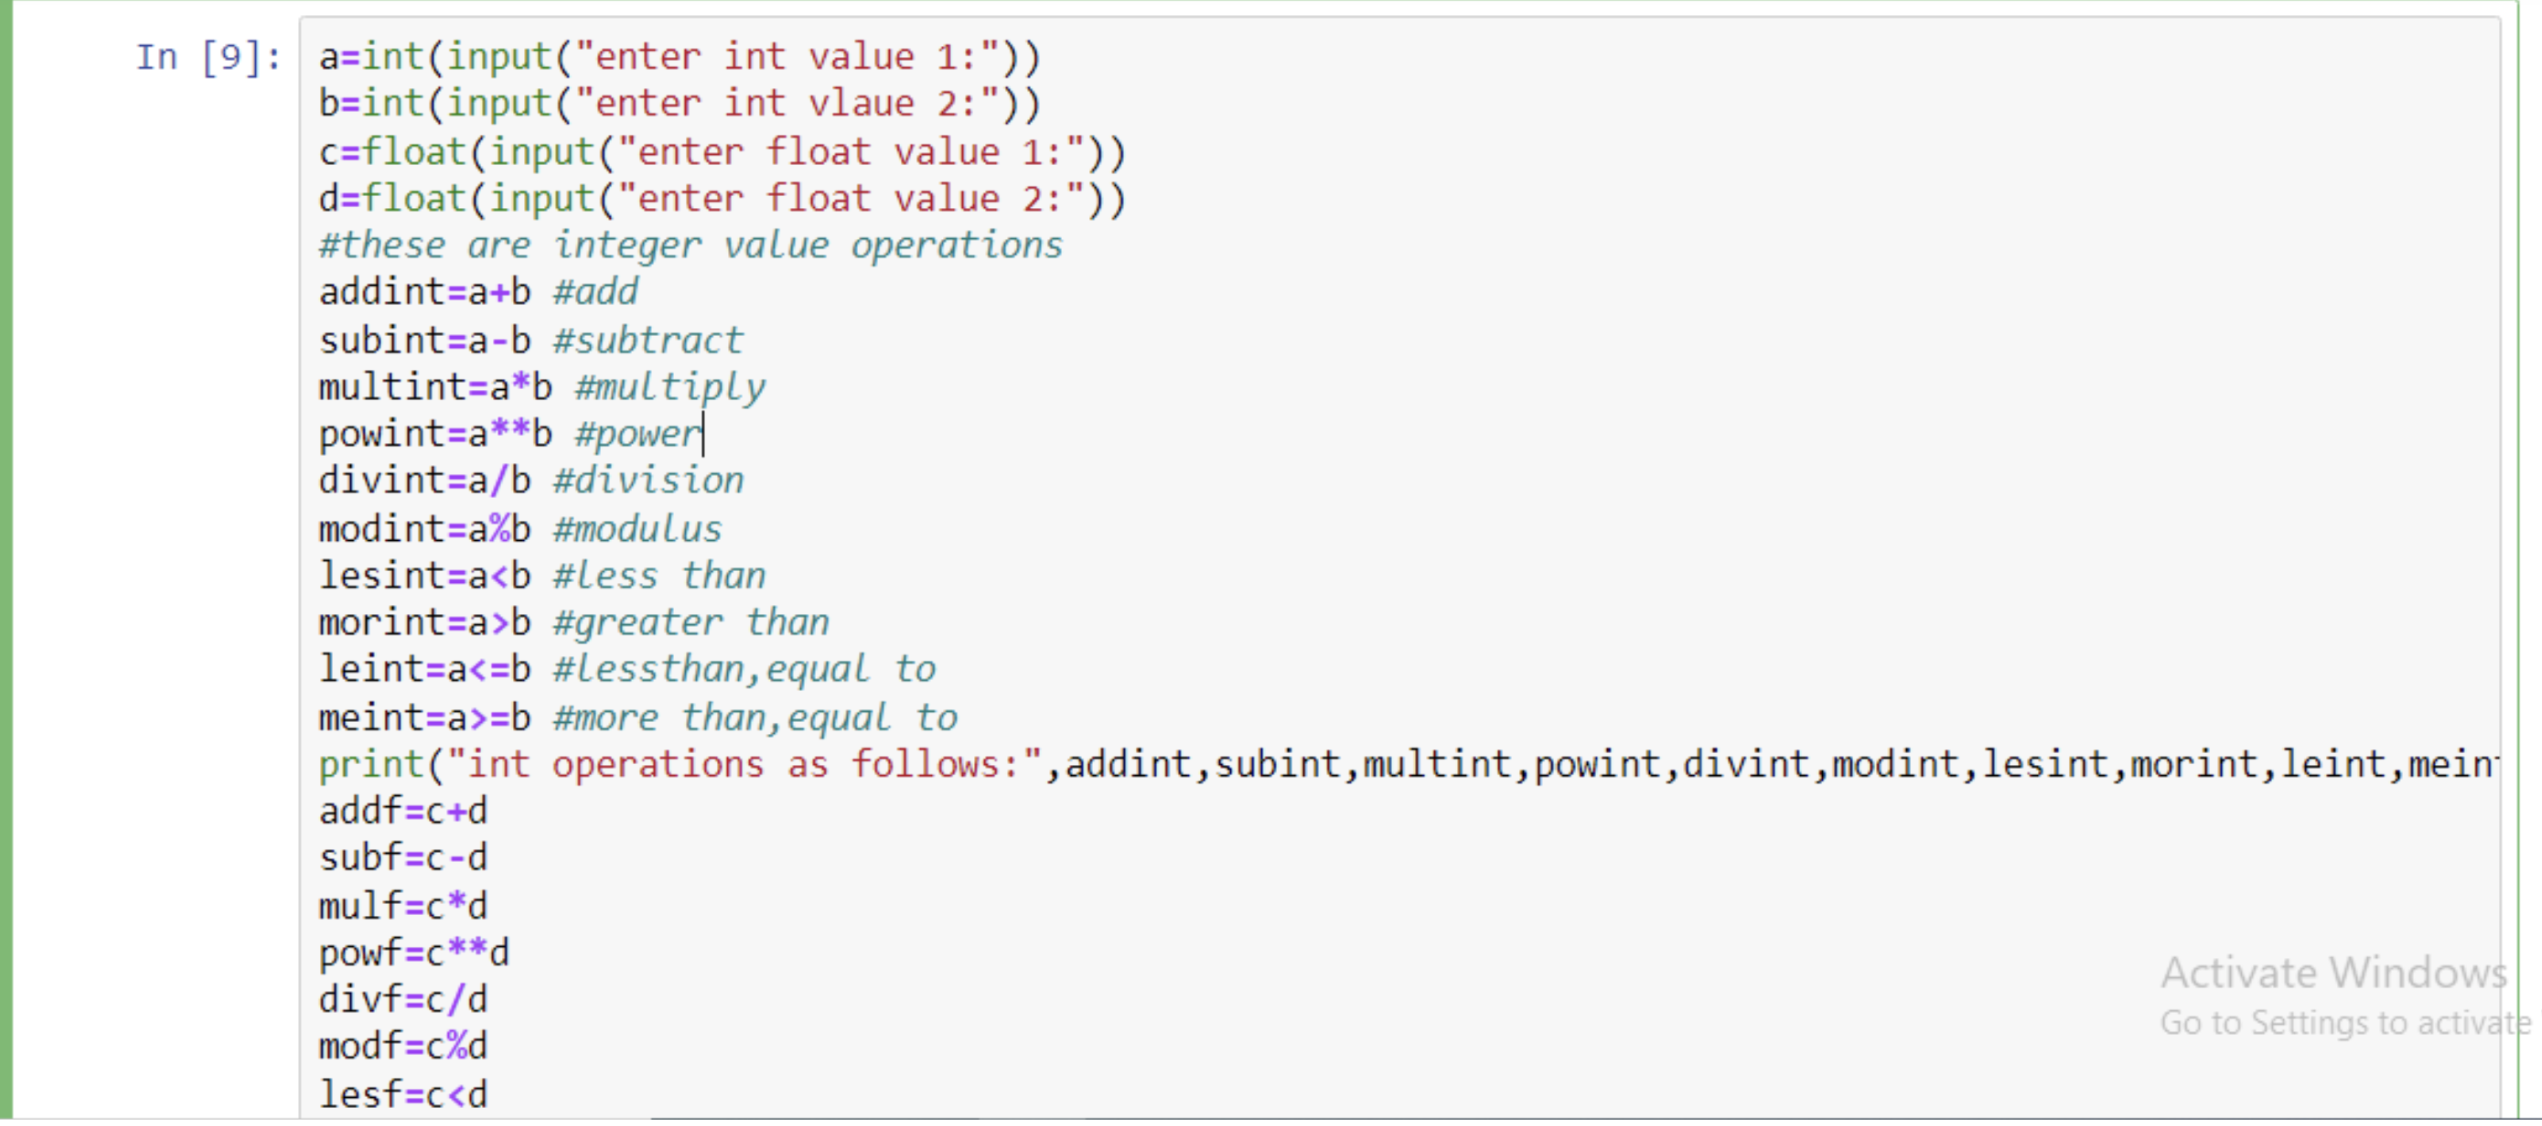 In [9]:
a=int(input("enter int value 1:"))
b=int(input("enter int vlaue 2:"))
c=float(input("enter float value 1:"))
d=float(input("enter float value 2:"))
#these are integer value operations
addint=a+b #add
subint=a-b #subtract
multint=a*b #multiply
powint=a**b #power
divint=a/b #division
modint=a%b #modulus
lesint=a<b #less than
morint=a>b #greater than
leint=a<=b #lessthan,equal to
meint=a>=b #more than,equal to
print("int operations as follows:",addint,subint,multint,powint,divint,modint,lesint,morint,leint,mein
addf=c+d
subf=c-d
mulf=c*d
powf=c**d
divf=c/d
modf=c%d
lesf=c<d
Activate Windows
Go to Settings to activate